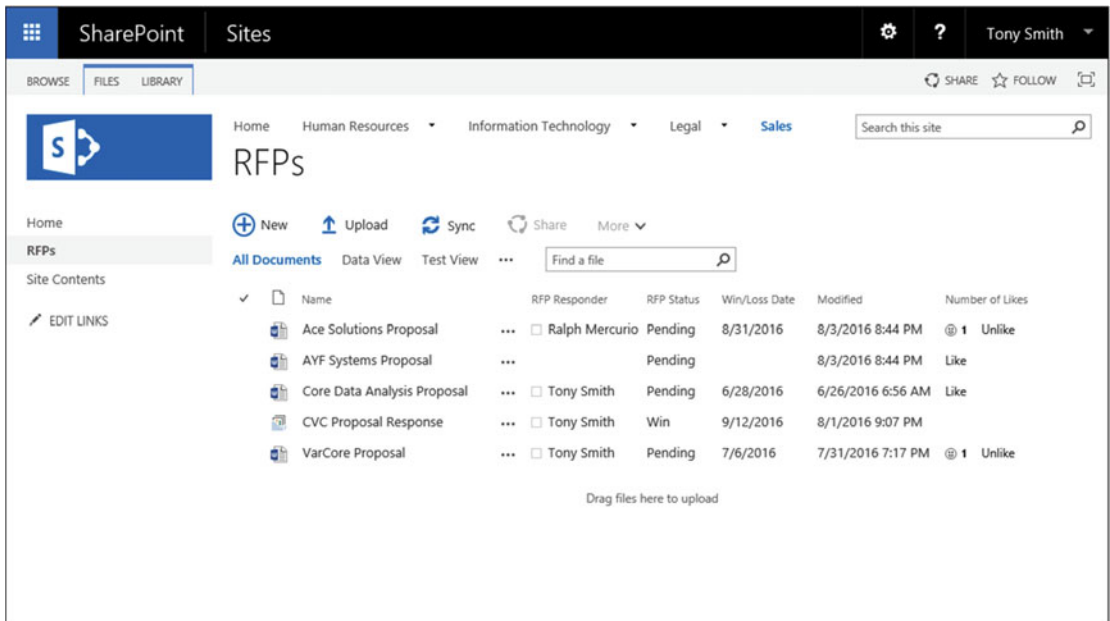 SharePoint Sites ? Tony Smith
BROWSE FILES LIBRARY SHARE FOLLOW
S
Home Human Resources Information Technology Legal Sales Search this site
RFPs
Home
RFPs
Site Contents
EDIT LINKS
New Upload Sync Share More
All Documents Data View Test View ... Find a file
Name RFP Responder RFP Status Win/Loss Date Modified Number of Likes
Ace Solutions Proposal ... Ralph Mercurio Pending 8/31/2016 8/3/2016 8:44 PM 1 Unlike
AYF Systems Proposal ... Pending 8/3/2016 8:44 PM Like
Core Data Analysis Proposal ... Tony Smith Pending 6/28/2016 6/26/2016 6:56 AM Like
CVC Proposal Response ... Tony Smith Win 9/12/2016 8/1/2016 9:07 PM
VarCore Proposal ... Tony Smith Pending 7/6/2016 7/31/2016 7:17 PM 1 Unlike
Drag files here to upload